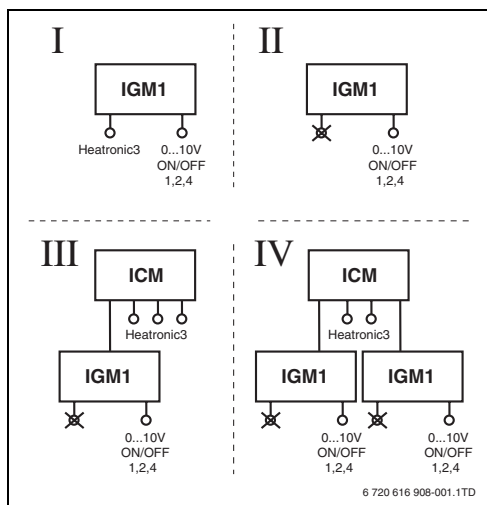 I
IGM1
Heatronic3
0...10V
ON/OFF
1,2,4
II
IGM1
0...10V
ON/OFF
1,2,4
III
ICM
Heatronic3
IGM1
0...10V
ON/OFF
1,2,4
IV
ICM
Heatronic3
IGM1
IGM1
0...10V
ON/OFF
1,2,4
0...10V
ON/OFF
1,2,4
6 720 616 908-001.1TD